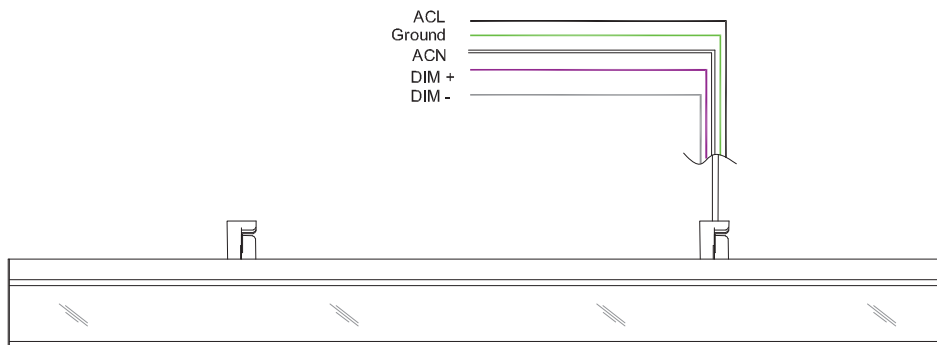 ACL
Ground
ACN
DIM +
DIM -